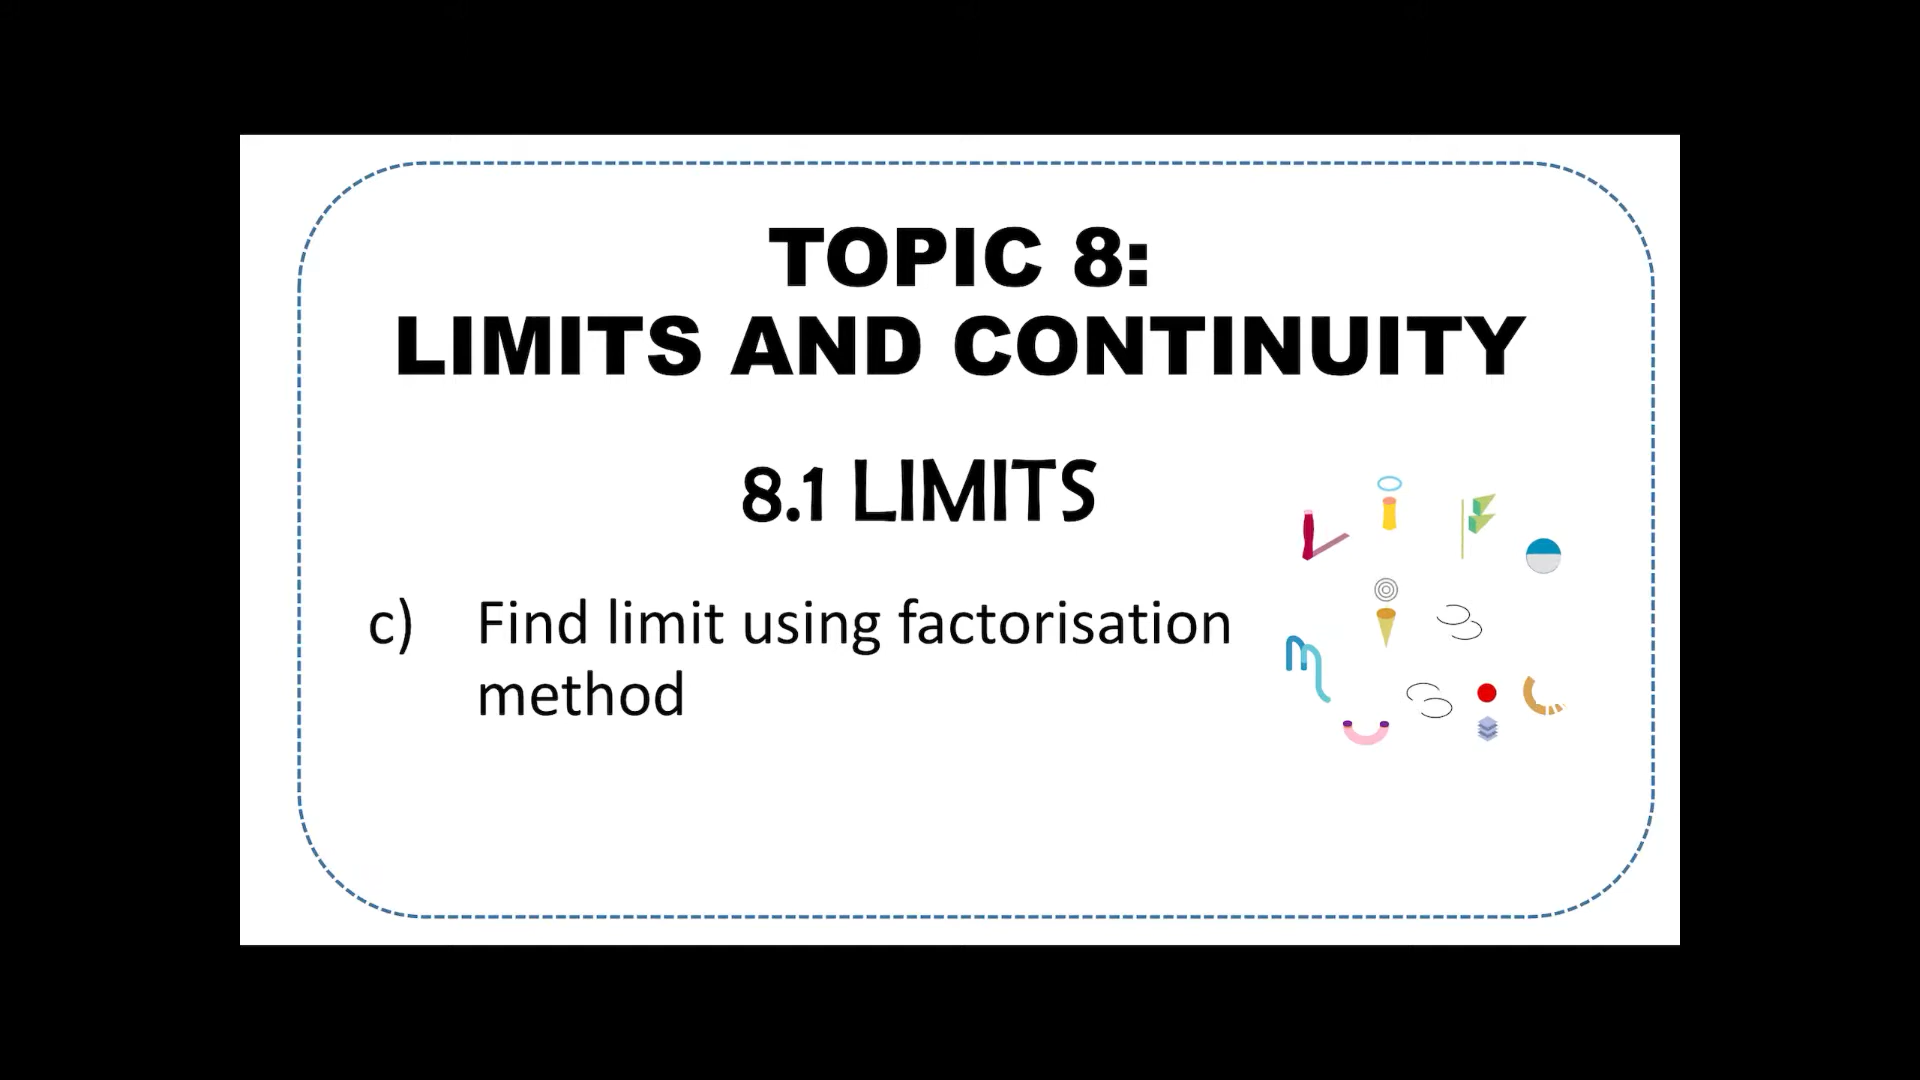 TOPIC 8:
LIMITS AND CONTINUITY
8.1 LIMITS
c) Find limit using factorisation
method